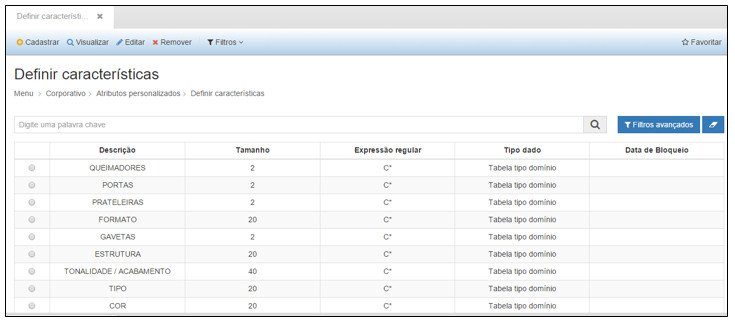 Definir característi... ×
Cadastrar Visualizar Editar Remover Filtros Favoritar
Definir características
Menu > Corporativo > Atributos personalizados > Definir características
Digite uma palavra chave Filtros avançados
Descrição Tamanho Expressão regular Tipo dado Data de Bloqueio
QUEIMADORES 2 C* Tabela tipo domínio
PORTAS 2 C* Tabela tipo domínio
PRATELEIRAS 2 C* Tabela tipo domínio
FORMATO 20 C* Tabela tipo domínio
GAVETAS 2 C* Tabela tipo domínio
ESTRUTURA 20 C* Tabela tipo domínio
TONALIDADE / ACABAMENTO 40 C* Tabela tipo domínio
TIPO 20 C* Tabela tipo domínio
COR 20 C* Tabela tipo domínio